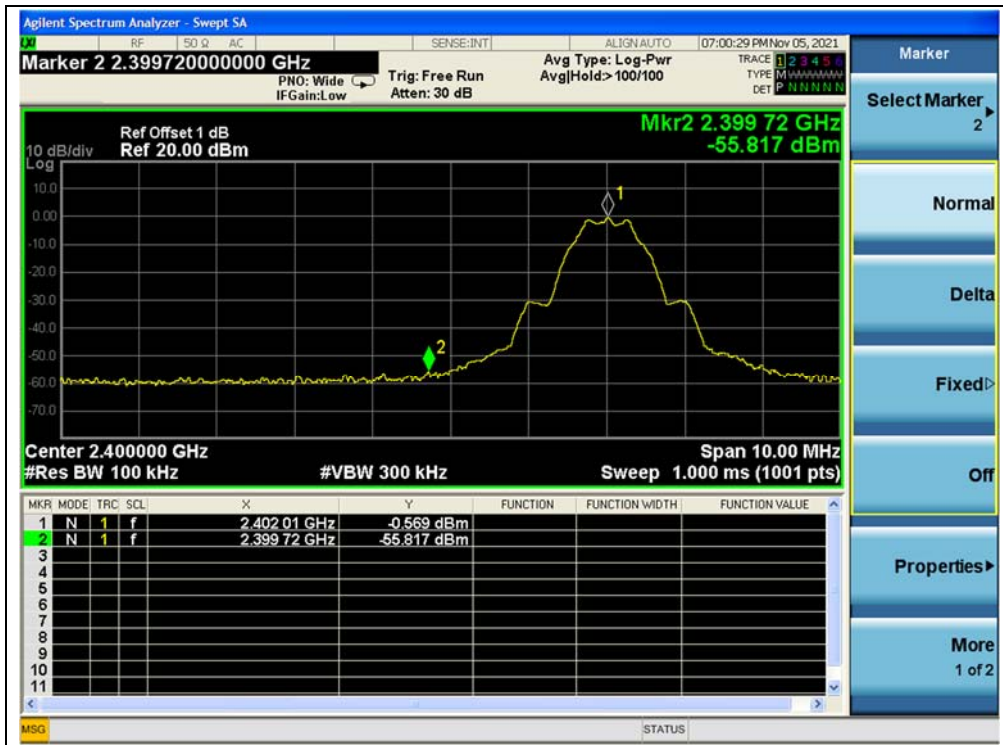 Agilent Spectrum Analyzer - Swept SA
LXI RF 50 Ω AC SENSE:INT ALIGN AUTO 07:00:29 PM Nov 05, 2021
Marker 2 2.399720000000 GHz
PNO: Wide
IFGain:Low
Trig: Free Run
Atten: 30 dB
Avg Type: Log-Pwr
Avg|Hold:> 100/100
TRACE 1 2 3 4 5 6
TYPE M WWWWW
DET P N N N N N
Mkr2 2.399 72 GHz
-55.817 dBm
Ref Offset 1 dB
10 dB/div Ref 20.00 dBm
Log
10.0
0.00
-10.0
-20.0
-30.0
-40.0
-50.0
-60.0
-70.0
1
2
Center 2.400000 GHz Span 10.00 MHz
#Res BW 100 kHz #VBW 300 kHz Sweep 1.000 ms (1001 pts)
MKR MODE TRC SCL X Y FUNCTION FUNCTION WIDTH FUNCTION VALUE
1 N 1 f 2.402 01 GHz -0.569 dBm
2 N 1 f 2.399 72 GHz -55.817 dBm
3
4
5
6
7
8
9
10
11
MSG STATUS
Marker
Select Marker
2
Normal
Delta
Fixed
Off
Properties
More
1 of 2